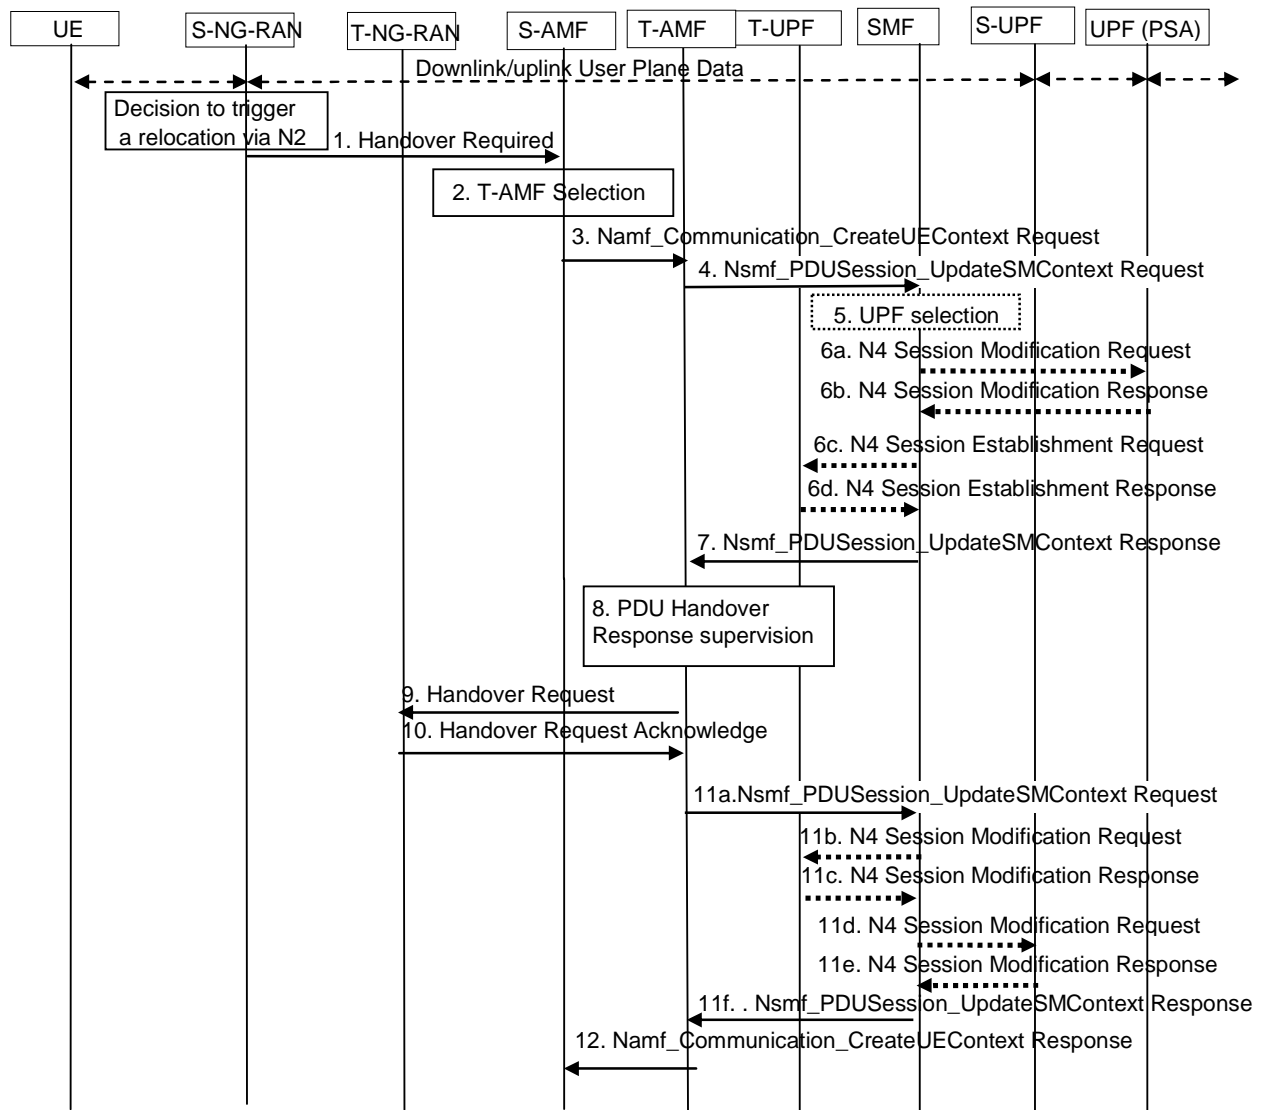 UE
S-NG-RAN
T-NG-RAN
S-AMF
T-AMF
T-UPF
SMF
S-UPF
UPF (PSA)
Downlink/uplink User Plane Data
Decision to trigger
a relocation via N2
1. Handover Required
2. T-AMF Selection
3. Namf_Communication_CreateUEContext Request
4. Nsmf_PDUSession_UpdateSMContext Request
5. UPF selection
6a. N4 Session Modification Request
6b. N4 Session Modification Response
6c. N4 Session Establishment Request
6d. N4 Session Establishment Response
7. Nsmf_PDUSession_UpdateSMContext Response
8. PDU Handover
Response supervision
9. Handover Request
10. Handover Request Acknowledge
11a.Nsmf_PDUSession_UpdateSMContext Request
11b. N4 Session Modification Request
11c. N4 Session Modification Response
11d. N4 Session Modification Request
11e. N4 Session Modification Response
11f. . Nsmf_PDUSession_UpdateSMContext Response
12. Namf_Communication_CreateUEContext Response